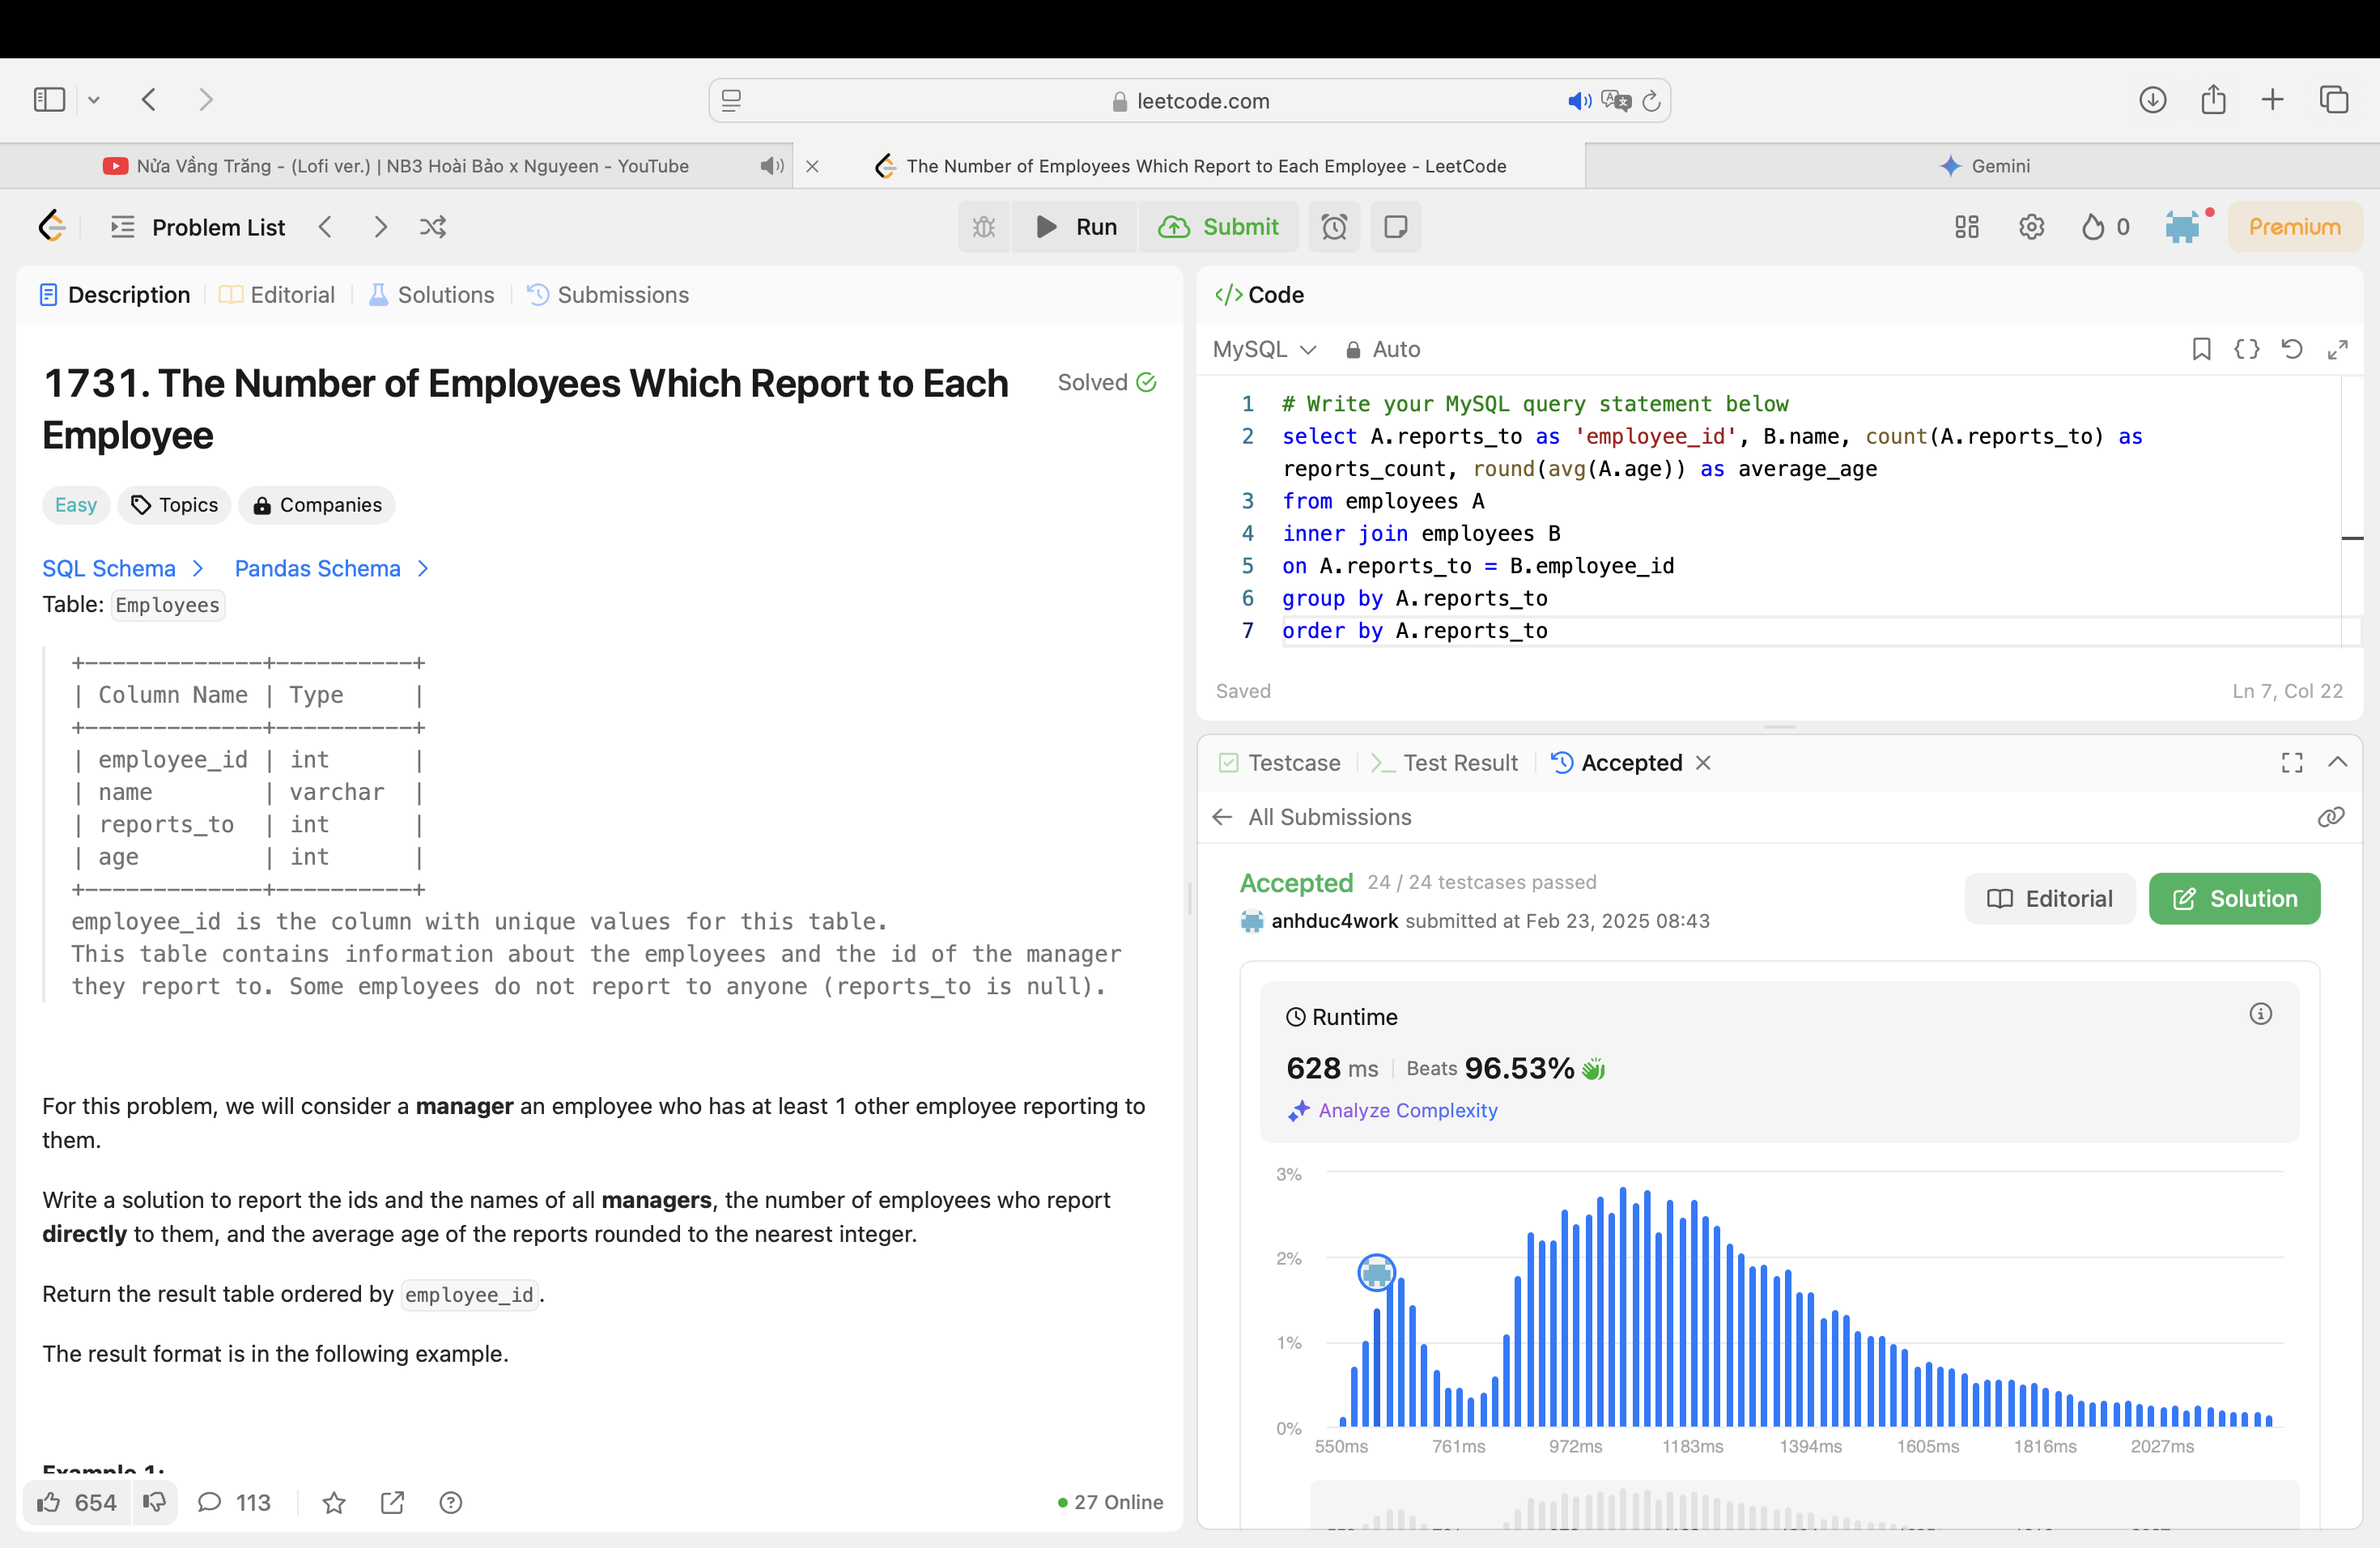 leetcode.com
Nửa Vầng Trăng - (Lofi ver.) | NB3 Hoài Bảo x Nguyeen - YouTube
The Number of Employees Which Report to Each Employee - LeetCode
Gemini
Problem List
Run
Submit
0
Premium
Description
Editorial
Solutions
Submissions
1731. The Number of Employees Which Report to Each
Employee
Solved
Easy
Topics
Companies
SQL Schema
Pandas Schema
Table: Employees
+-------------+---------+
| Column Name | Type    |
+-------------+---------+
| employee_id | int     |
| name        | varchar |
| reports_to  | int     |
| age         | int     |
+-------------+---------+
employee_id is the column with unique values for this table.
This table contains information about the employees and the id of the manager
they report to. Some employees do not report to anyone (reports_to is null).
For this problem, we will consider a manager an employee who has at least 1 other employee reporting to
them.
Write a solution to report the ids and the names of all managers, the number of employees who report
directly to them, and the average age of the reports rounded to the nearest integer.
Return the result table ordered by employee_id.
The result format is in the following example.
Example 1:
654
113
27 Online
</> Code
MySQL
Auto
1 # Write your MySQL query statement below
2 select A.reports_to as 'employee_id', B.name, count(A.reports_to) as
reports_count, round(avg(A.age)) as average_age
3 from employees A
4 inner join employees B
5 on A.reports_to = B.employee_id
6 group by A.reports_to
7 order by A.reports_to
Saved
Ln 7, Col 22
Testcase
Test Result
Accepted
All Submissions
Accepted 24 / 24 testcases passed
anhduc4work submitted at Feb 23, 2025 08:43
Editorial
Solution
Runtime
628 ms | Beats 96.53%
Analyze Complexity
3%
2%
1%
0%
550ms 761ms 972ms 1183ms 1394ms 1605ms 1816ms 2027ms